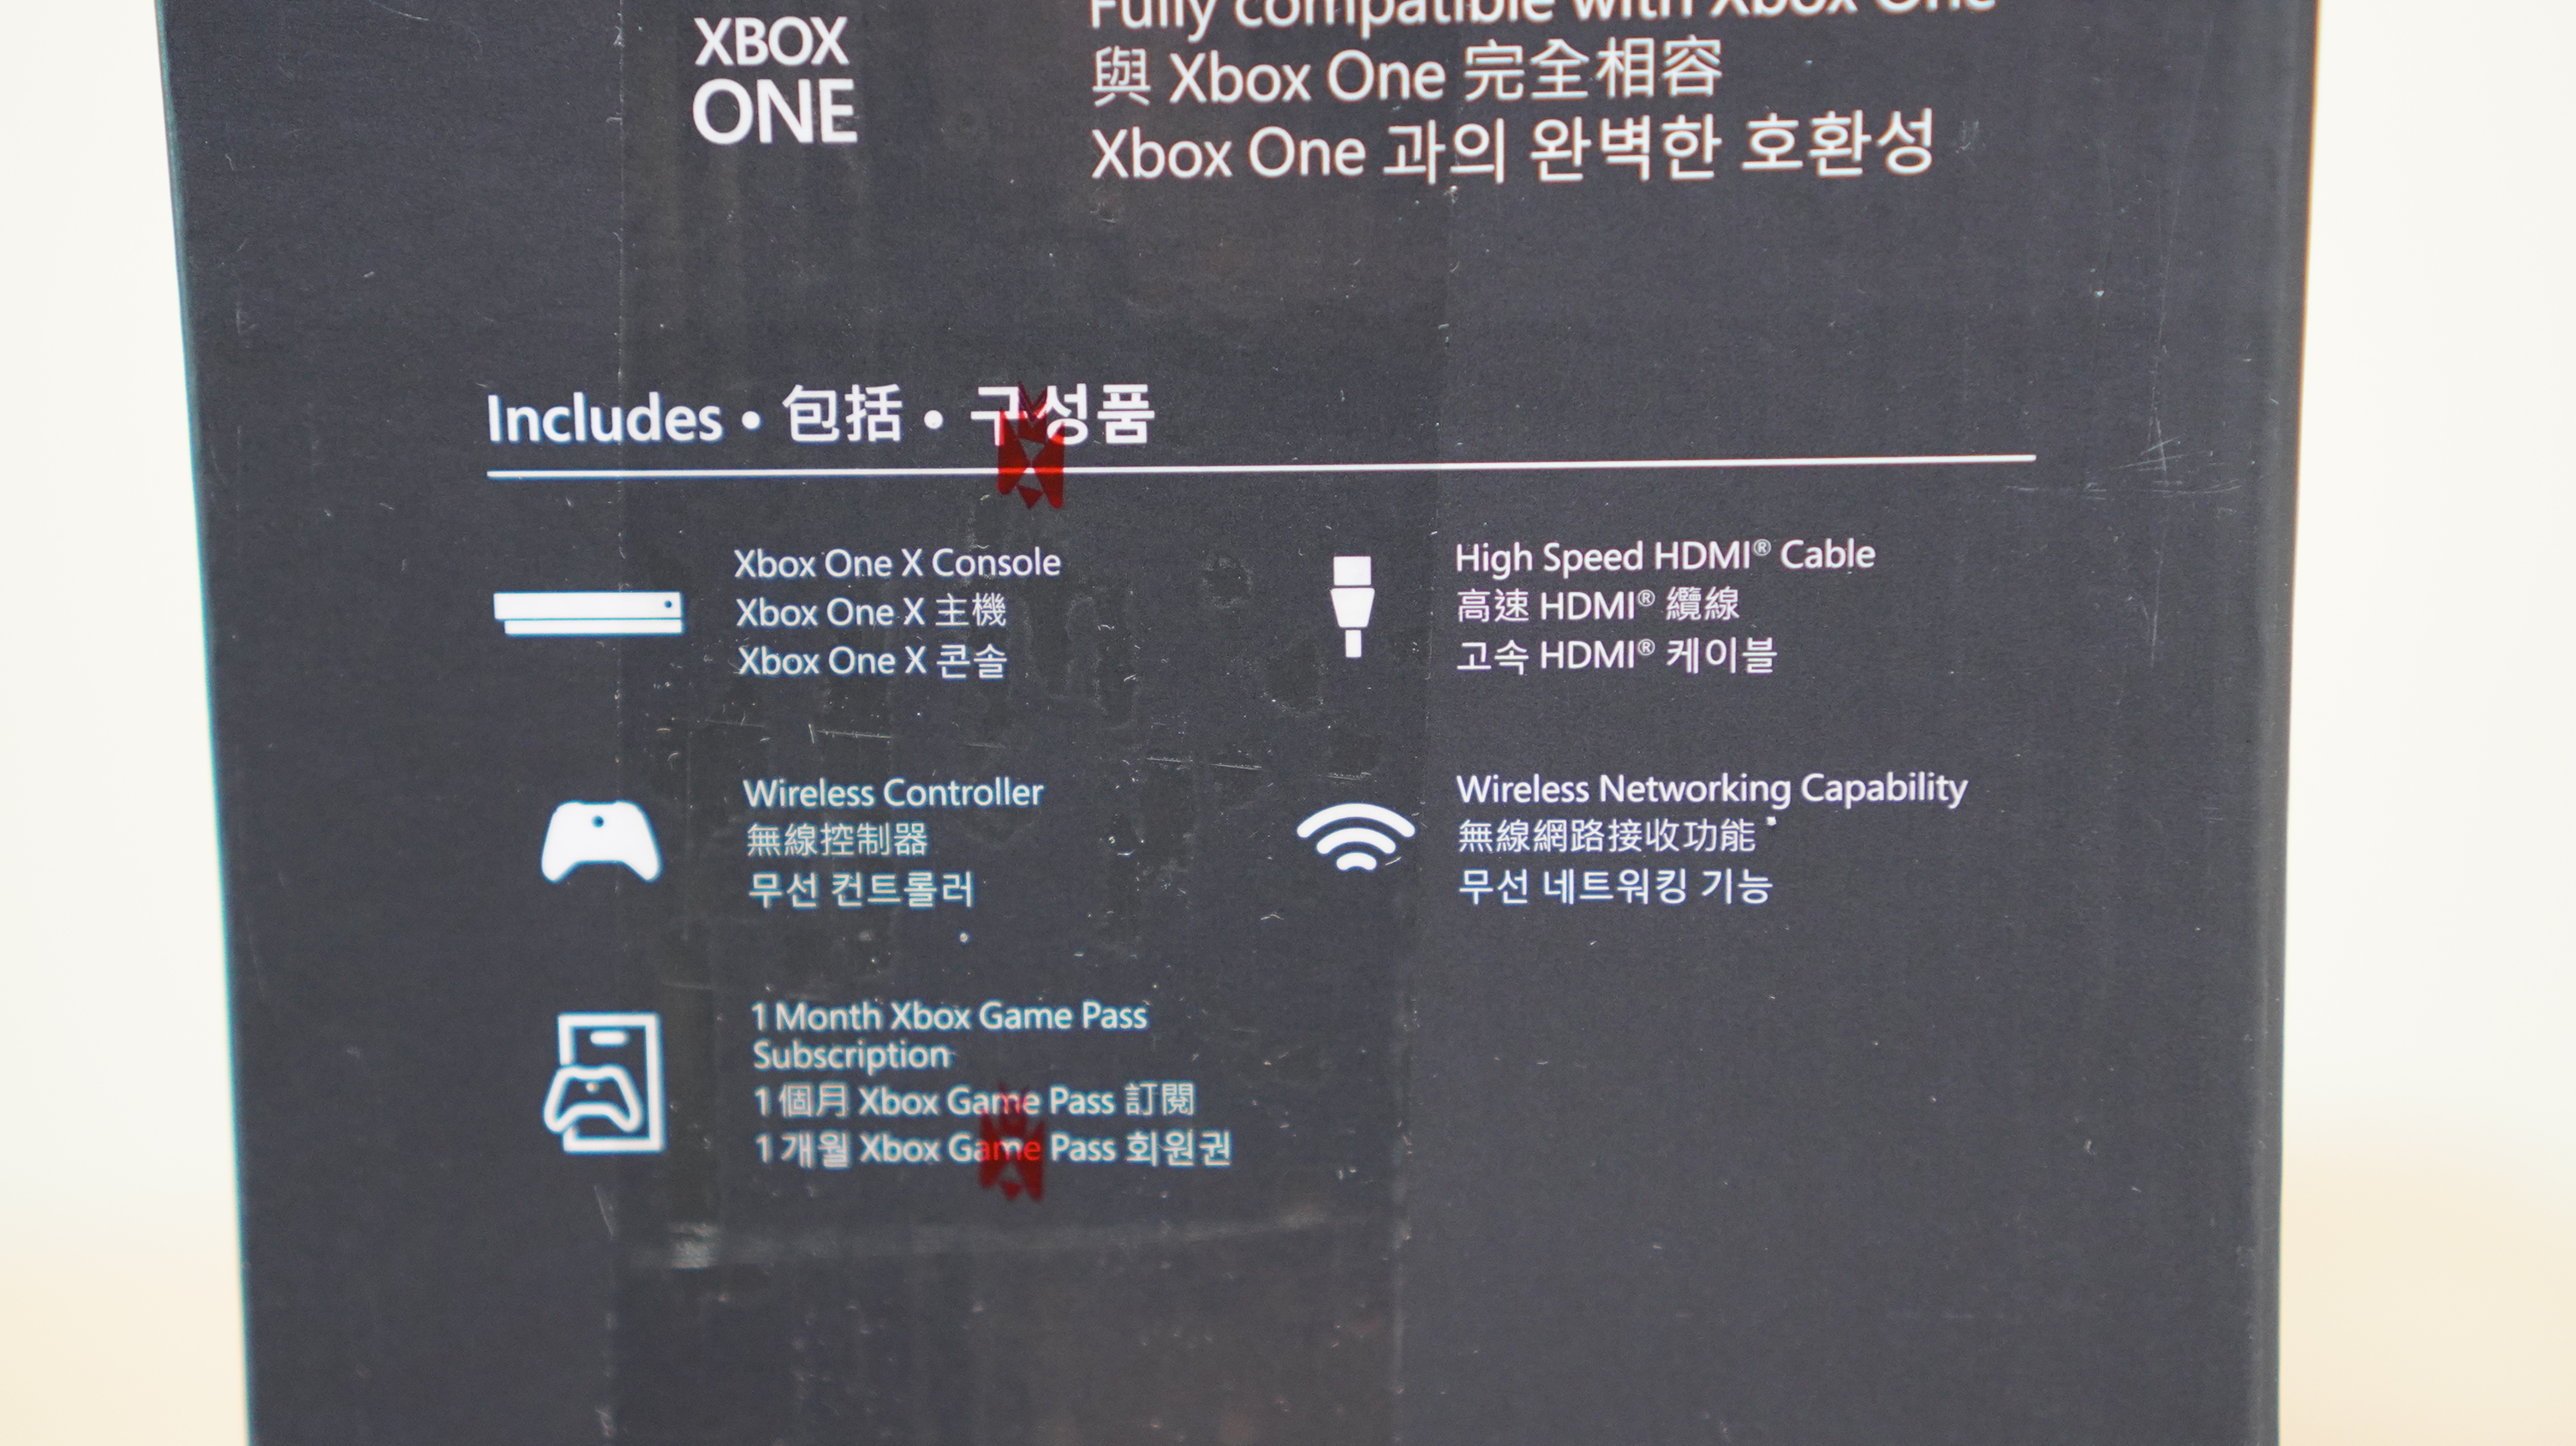 XBOX
ONE
Fully compatible with Xbox One
與 Xbox One 完全相容
Xbox One 과의 완벽한 호환성
Includes • 包括 • 구성품
Xbox One X Console
Xbox One X 主機
Xbox One X 콘솔
High Speed HDMI® Cable
高速 HDMI® 纜線
고속 HDMI® 케이블
Wireless Controller
無線控制器
무선 컨트롤러
Wireless Networking Capability
無線網路接收功能
무선 네트워킹 기능
1 Month Xbox Game Pass
Subscription
1 個月 Xbox Game Pass 訂閱
1 개월 Xbox Game Pass 회원권